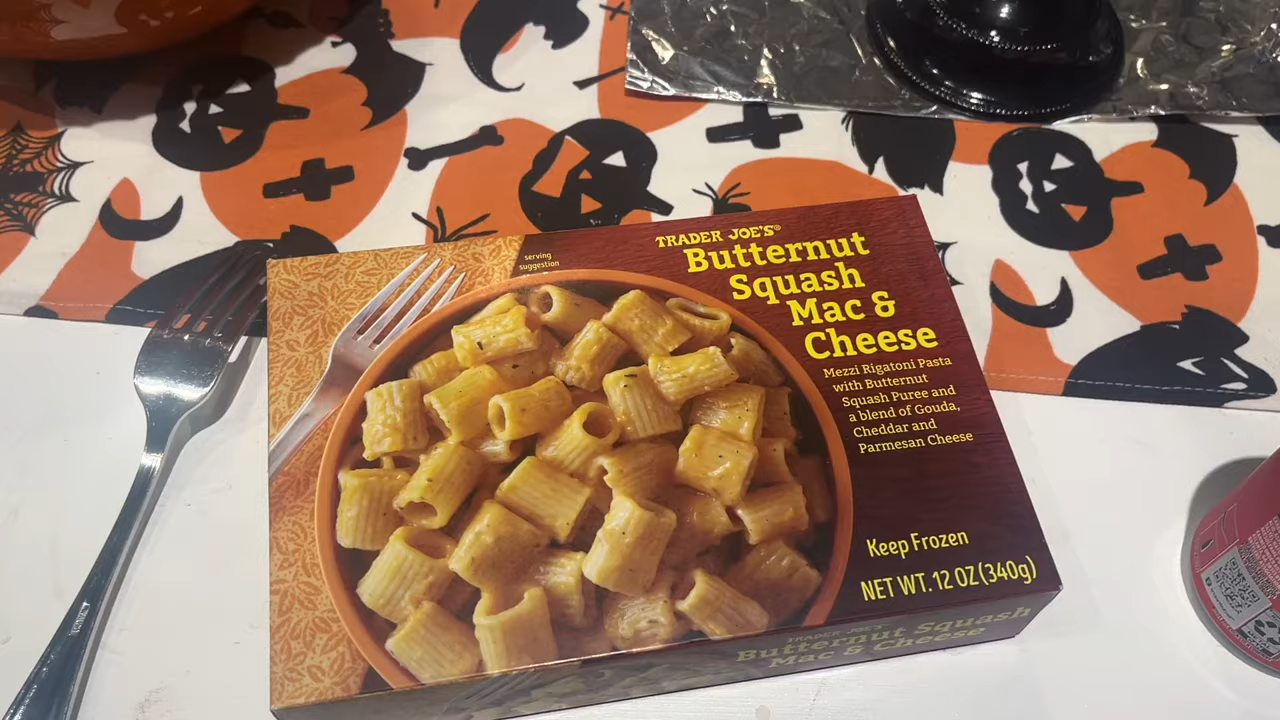 serving
suggestion
TRADER JOE'S®
Butternut
Squash
Mac &
Cheese
Mezzi Rigatoni Pasta
with Butternut
Squash Puree and
a blend of Gouda,
Cheddar and
Parmesan Cheese
Keep Frozen
NET WT. 12 OZ (340g)
TRADER JOE'S
Butternut Squash
Mac & Cheese